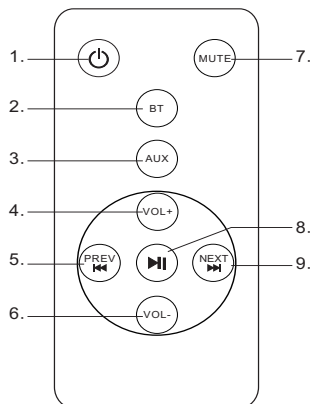 1.
MUTE
7.
2.
BT
3.
AUX
4.
VOL+
8.
5.
PREV
NEXT
9.
6.
VOL-